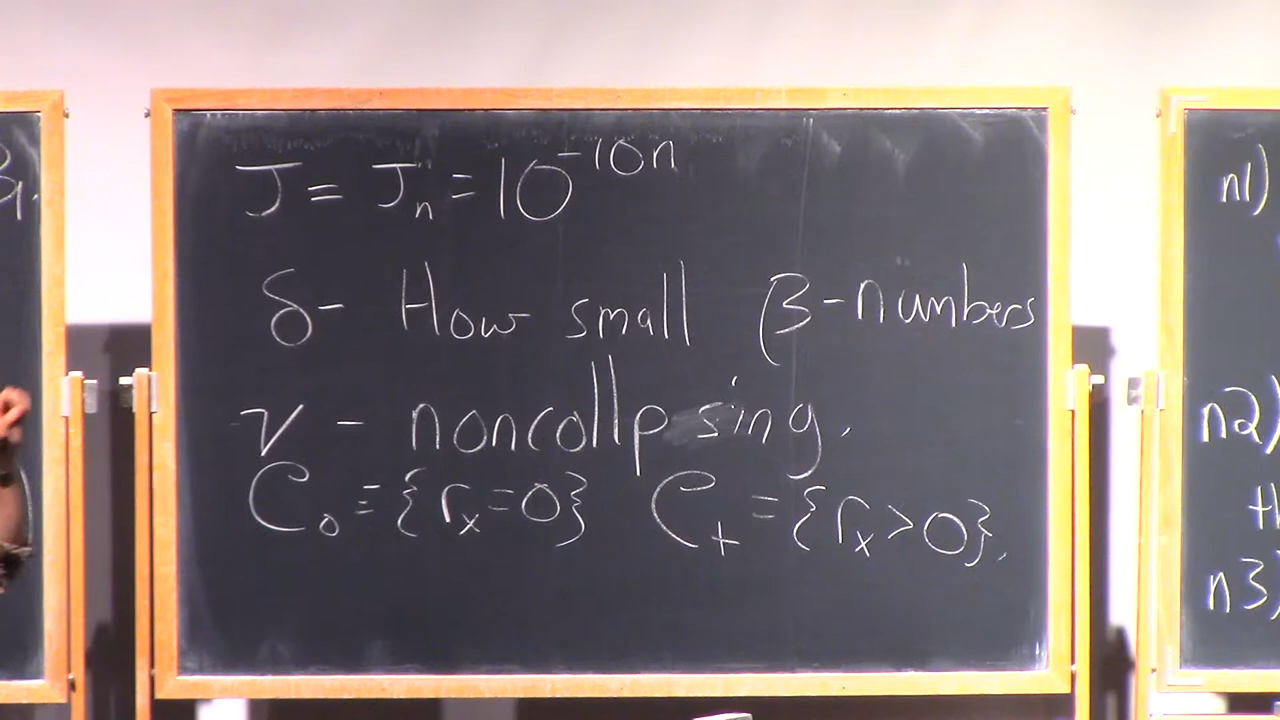 J = J_n = 10^{-10n}
δ - How small β-numbers
γ - noncollpsing.
C_0 ≡ {r_x = 0} C_+ = {r_x > 0}.
n1)
n2)
n3)